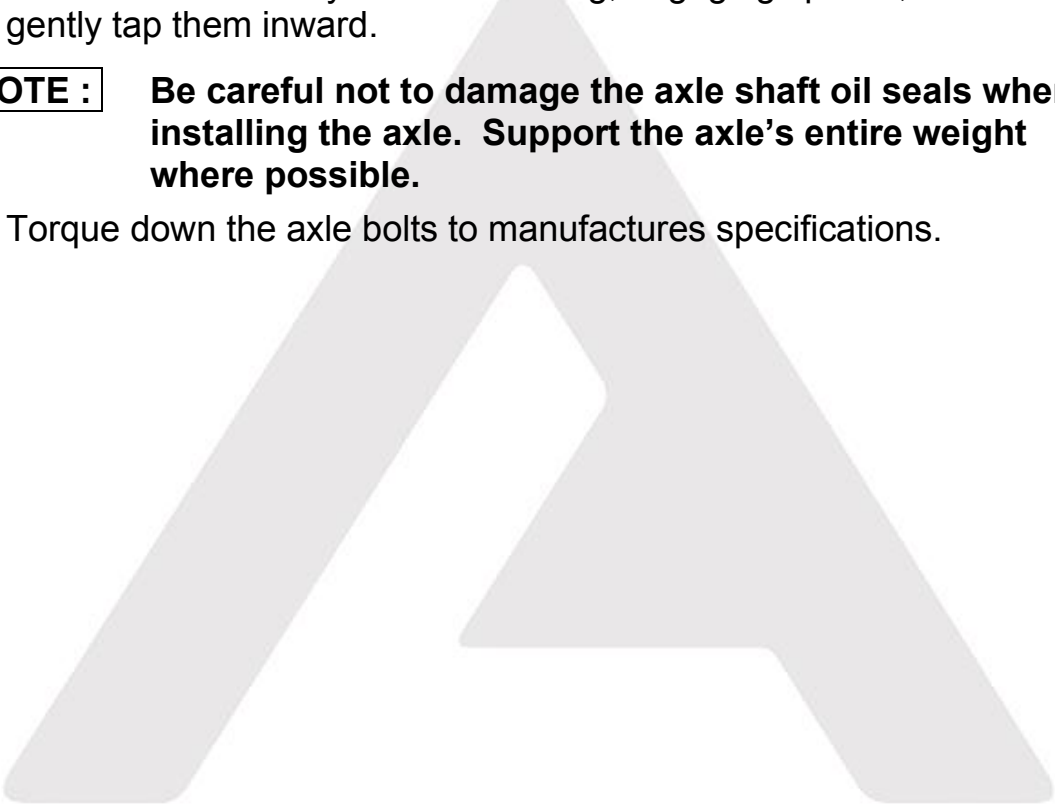 gently tap them inward.
OTE : Be careful not to damage the axle shaft oil seals when
installing the axle. Support the axle's entire weight
where possible.
Torque down the axle bolts to manufactures specifications.